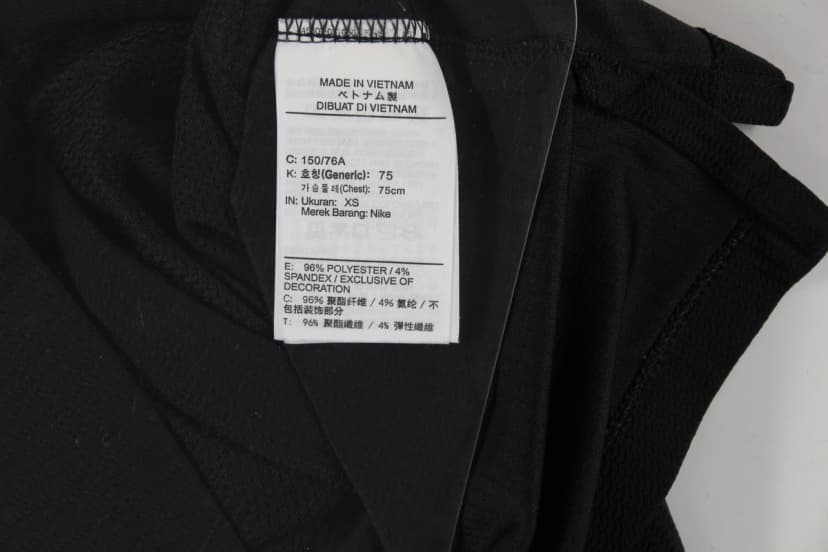 MADE IN VIETNAM
ベトナム製
DIBUAT DI VIETNAM
C: 150/76A
K: 호칭(Generic): 75
가슴둘레(Chest): 75cm
IN: Ukuran: XS
Merek Barang: Nike
E: 96% POLYESTER / 4%
SPANDEX / EXCLUSIVE OF
DECORATION
C: 96% 聚酯纤维 / 4% 氨纶 / 不
包括装饰部分
T: 96% 聚酯纖維 / 4% 彈性纖維